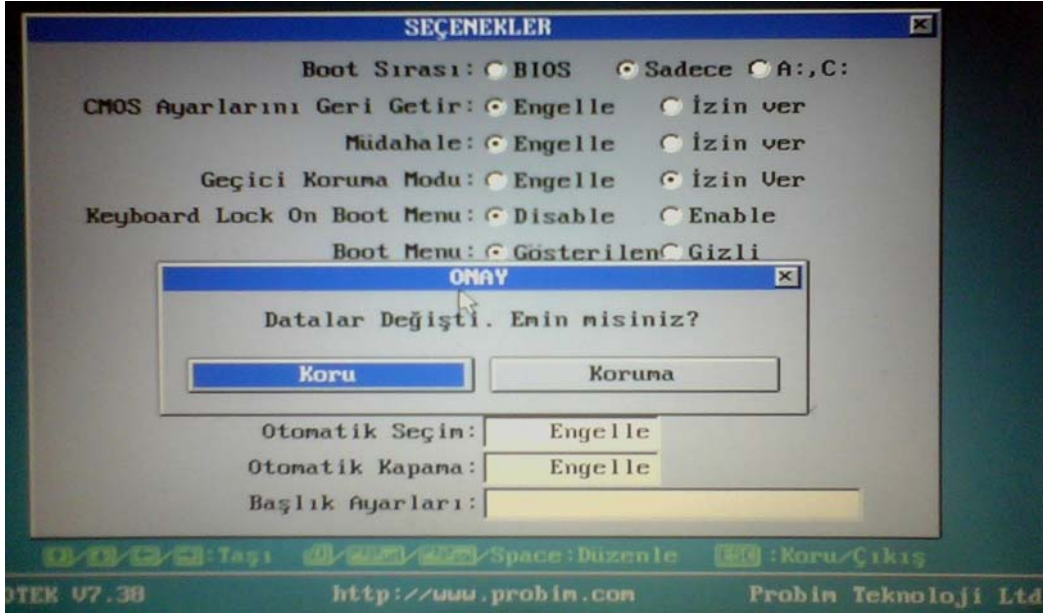 SEÇENEKLER
Boot Sırası: BIOS Sadece A:,C:
CMOS Ayarlarını Geri Getir: Engelle İzin ver
Müdahale: Engelle İzin ver
Geçici Koruma Modu: Engelle İzin Ver
Keyboard Lock On Boot Menu: Disable Enable
Boot Menu: Gösterilen Gizli
ONAY
Datalar Değişti. Emin misiniz?
Koru Koruma
Otomatik Seçim: Engelle
Otomatik Kapama: Engelle
Başlık Ayarları:
:Taşı /Space:Düzenle :Koru/Çıkış
OTEK V7.38 http://www.probim.com Probim Teknoloji Ltd